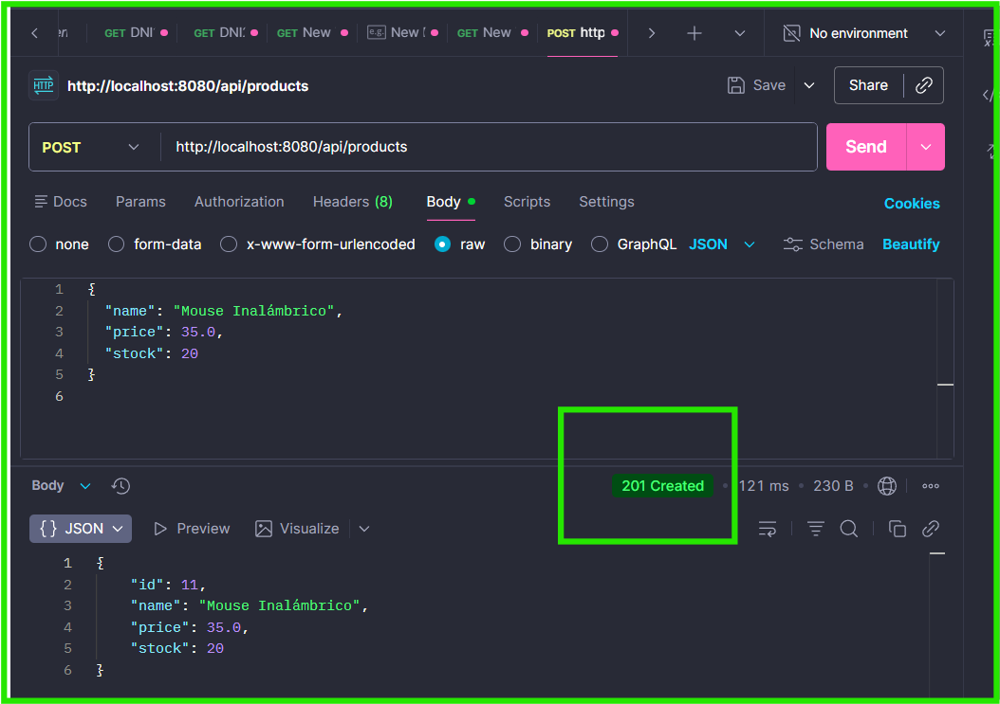 GET DNI GET DNI: GET New e.g. New GET New POST http No environment
HTTP http://localhost:8080/api/products Save Share
POST http://localhost:8080/api/products Send
Docs Params Authorization Headers (8) Body Scripts Settings Cookies
none form-data x-www-form-urlencoded raw binary GraphQL JSON Schema Beautify
1 {
2 "name": "Mouse Inalámbrico",
3 "price": 35.0,
4 "stock": 20
5 }
6
Body 201 Created • 121 ms • 230 B
{} JSON Preview Visualize
1 {
2 "id": 11,
3 "name": "Mouse Inalámbrico",
4 "price": 35.0,
5 "stock": 20
6 }